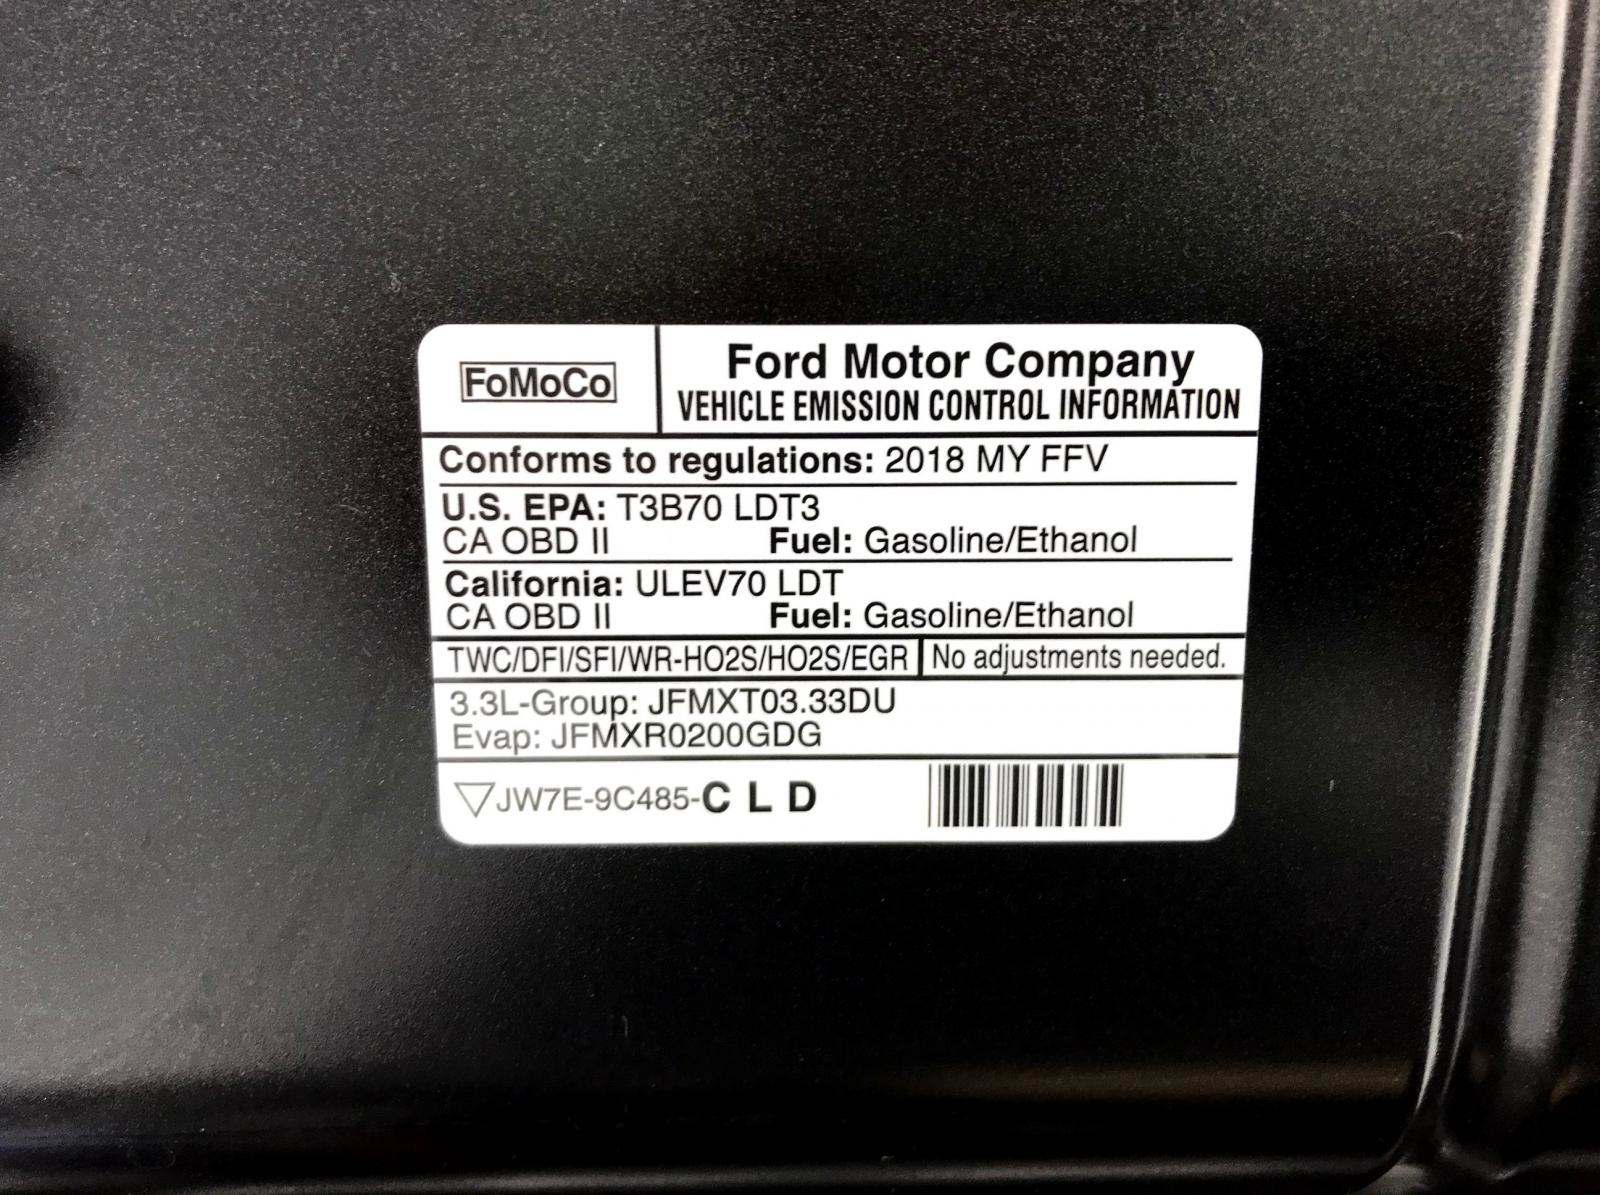 FoMoCo
Ford Motor Company
VEHICLE EMISSION CONTROL INFORMATION
Conforms to regulations: 2018 MY FFV
U.S. EPA: T3B70 LDT3
CA OBD II Fuel: Gasoline/Ethanol
California: ULEV70 LDT
CA OBD II Fuel: Gasoline/Ethanol
TWC/DFI/SFI/WR-HO2S/HO2S/EGR No adjustments needed.
3.3L-Group: JFMXT03.33DU
Evap: JFMXR0200GDG
JW7E-9C485-C L D